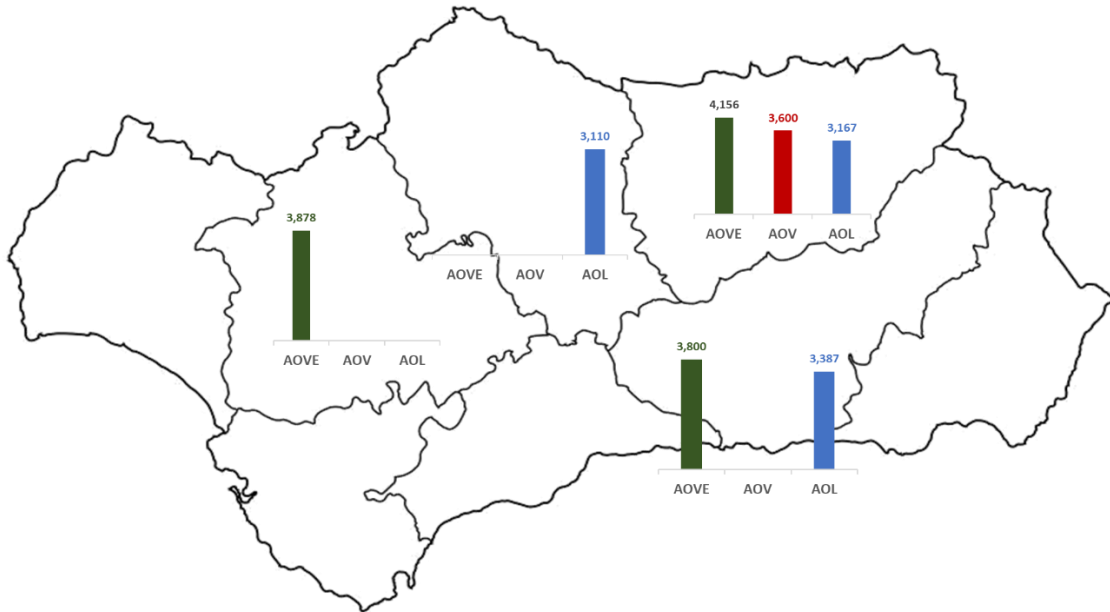 4,156
3,600
3,167
AOVE AOV AOL
3,110
AOVE AOV AOL
3,878
AOVE AOV AOL
3,800
3,387
AOVE AOV AOL